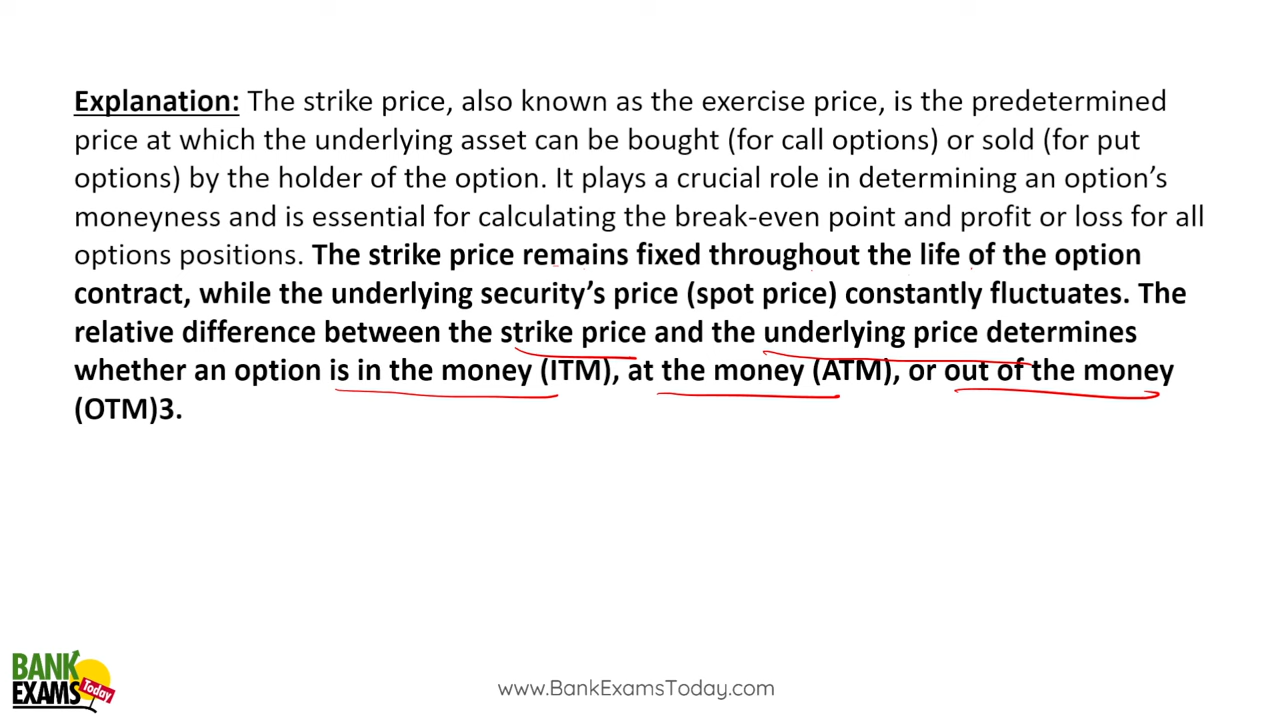 Explanation: The strike price, also known as the exercise price, is the predetermined
price at which the underlying asset can be bought (for call options) or sold (for put
options) by the holder of the option. It plays a crucial role in determining an option’s
moneyness and is essential for calculating the break-even point and profit or loss for all
options positions. The strike price remains fixed throughout the life of the option
contract, while the underlying security’s price (spot price) constantly fluctuates. The
relative difference between the strike price and the underlying price determines
whether an option is in the money (ITM), at the money (ATM), or out of the money
(OTM)3.
BANK
EXAMS
Today
www.BankExamsToday.com